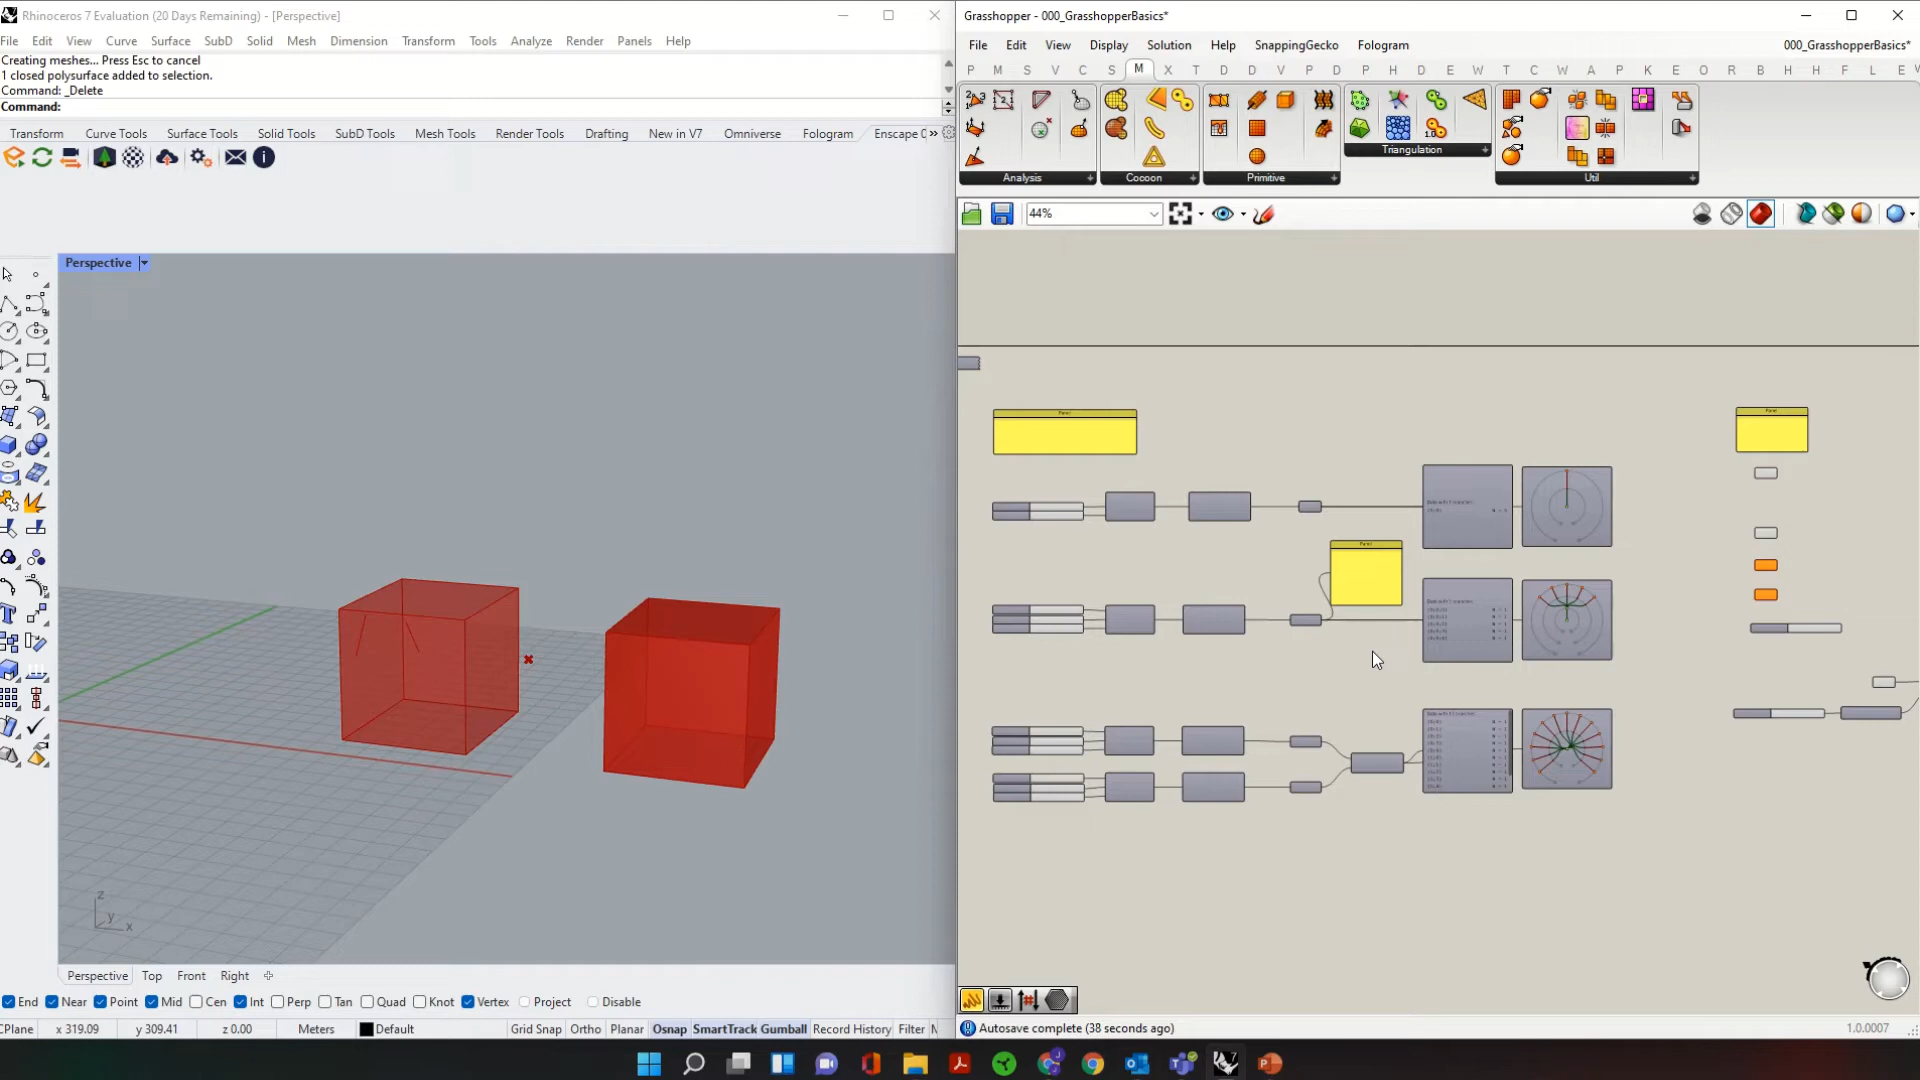 Rhinoceros 7 Evaluation (20 Days Remaining) - [Perspective]
File Edit View Curve Surface SubD Solid Mesh Dimension Transform Tools Analyze Render Panels Help
Creating meshes... Press Esc to cancel
1 closed polysurface added to selection.
Command: _Delete
Command:
Transform Curve Tools Surface Tools Solid Tools SubD Tools Mesh Tools Render Tools Drafting New in V7 Omniverse Fologram Enscape
Perspective
z
y
x
Perspective Top Front Right
End Near Point Mid Cen Int Perp Tan Quad Knot Vertex Project Disable
CPlane x 319.09 y 309.41 z 0.00 Meters Default Grid Snap Ortho Planar Osnap SmartTrack Gumball Record History Filter
Grasshopper - 000_GrasshopperBasics*
File Edit View Display Solution Help SnappingGecko Fologram 000_GrasshopperBasics*
P M S V C S M X T D D V P D P H D E W T C W A P K E O R B H H F L E
Analysis Cocoon Primitive Triangulation Util
44%
Panel
Panel
Panel
Autosave complete (38 seconds ago) 1.0.0007